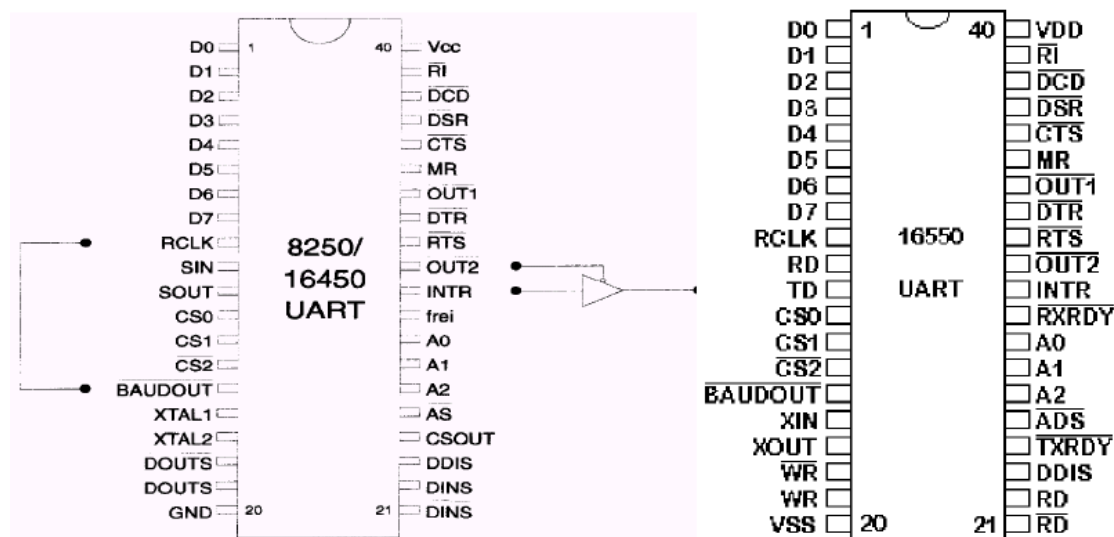 D0 1 40 Vcc
D1 RI
D2 DCD
D3 DSR
D4 CTS
D5 MR
D6 OUT1
D7 DTR
RCLK RTS
8250/
SIN OUT2
16450
SOUT INTR
UART
CS0 frei
CS1 A0
CS2 A1
BAUDOUT A2
XTAL1 AS
XTAL2 CSOUT
DOUTS DDIS
DOUTS DINS
GND 20 21 DINS
D0 1 40 VDD
D1 RI
D2 DCD
D3 DSR
D4 CTS
D5 MR
D6 OUT1
D7 DTR
RCLK 16550 RTS
RD OUT2
TD UART INTR
CS0 RXRDY
CS1 A0
CS2 A1
BAUDOUT A2
XIN ADS
XOUT TXRDY
WR DDIS
WR RD
VSS 20 21 RD